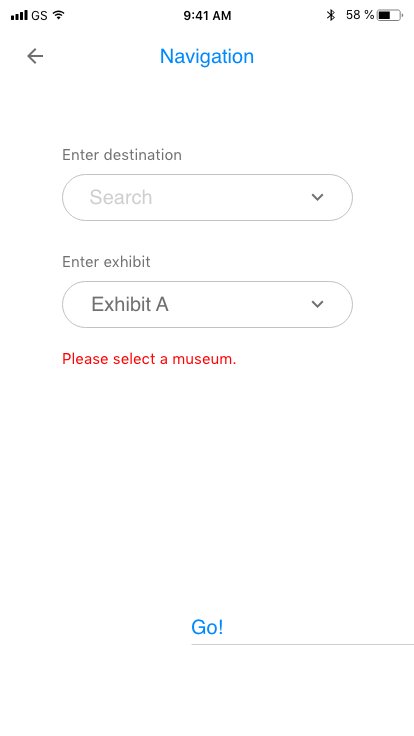 GS 9:41 AM 58 %
Navigation
Enter destination
Search
Enter exhibit
Exhibit A
Please select a museum.
Go!